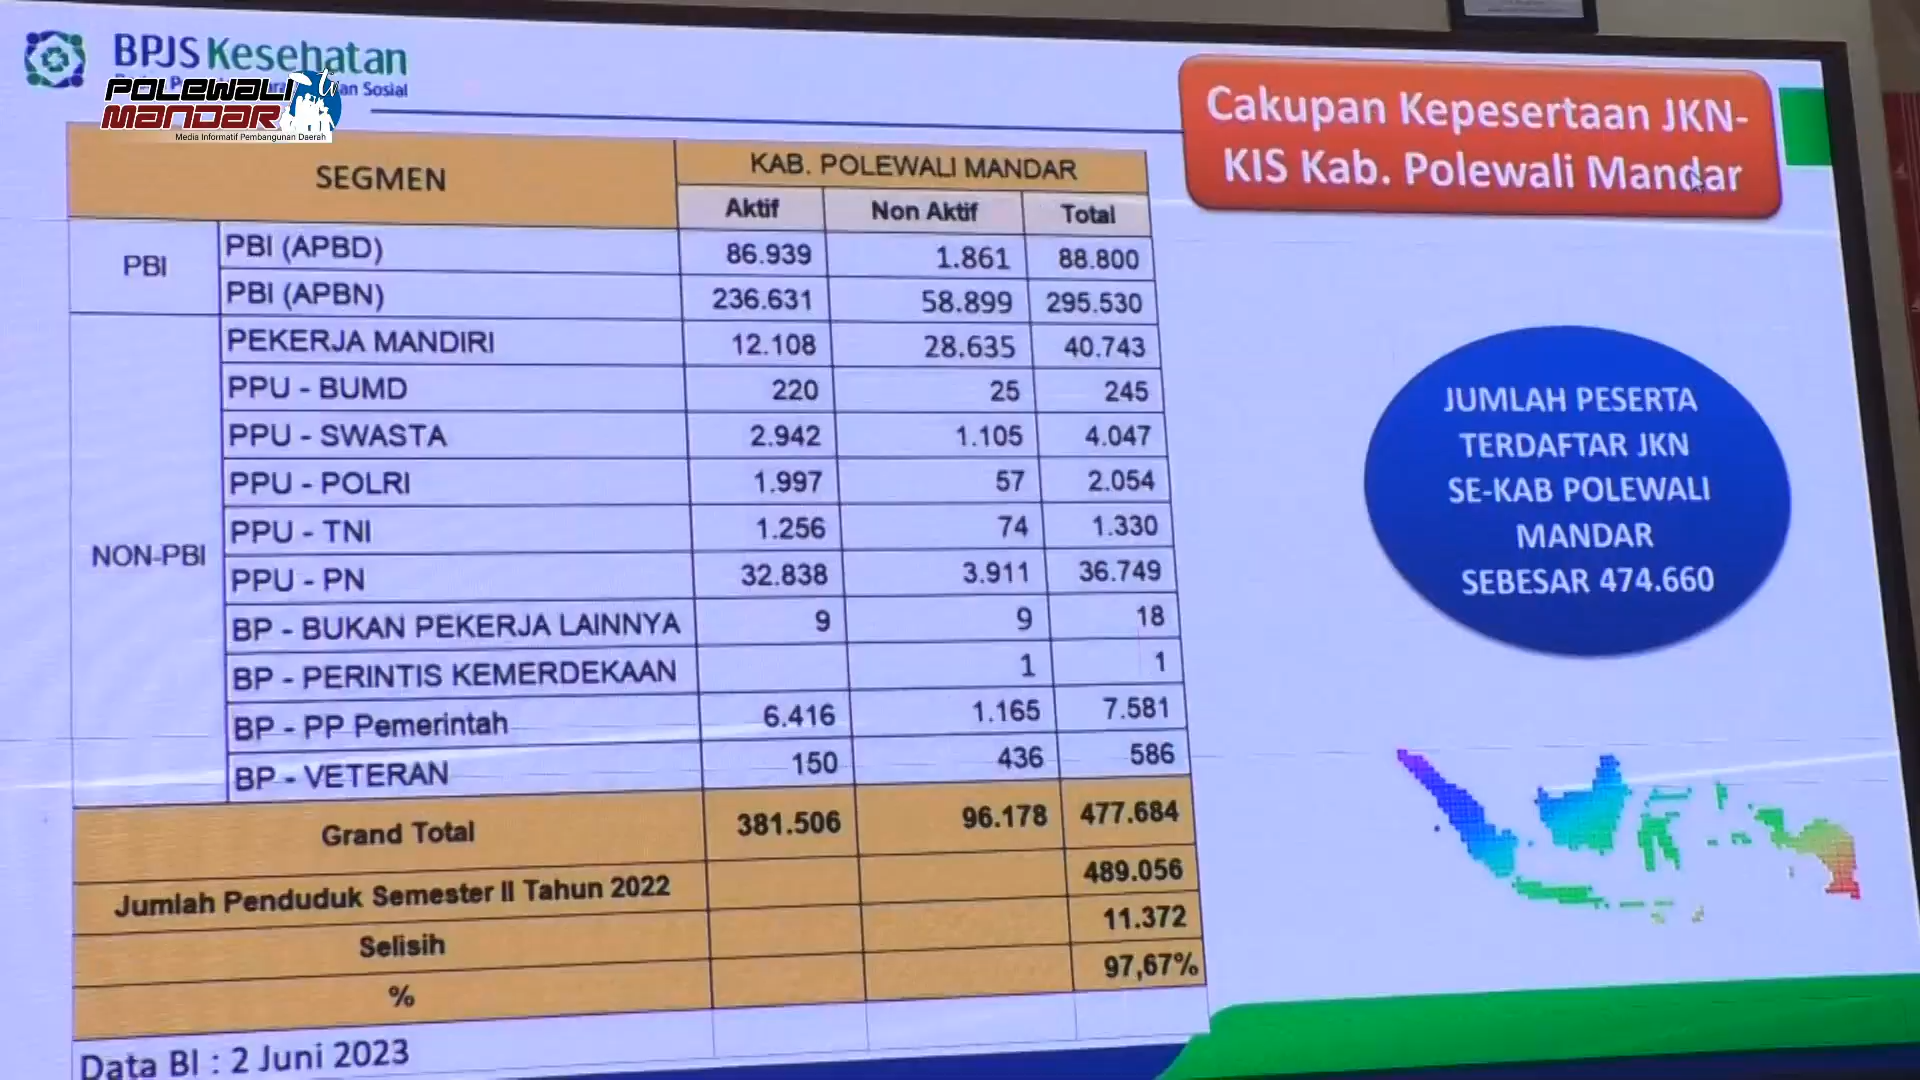 BPJS Kesehatan
an Sosial
POLEWALI tv
MANDAR
Media Informatif Pembangunan Daerah
Cakupan Kepesertaan JKN-
KIS Kab. Polewali Mandar
SEGMEN KAB. POLEWALI MANDAR
Aktif Non Aktif Total
PBI
PBI (APBD) 86.939 1.861 88.800
PBI (APBN) 236.631 58.899 295.530
NON-PBI
PEKERJA MANDIRI 12.108 28.635 40.743
PPU - BUMD 220 25 245
PPU - SWASTA 2.942 1.105 4.047
PPU - POLRI 1.997 57 2.054
PPU - TNI 1.256 74 1.330
PPU - PN 32.838 3.911 36.749
BP - BUKAN PEKERJA LAINNYA 9 9 18
BP - PERINTIS KEMERDEKAAN 1 1
BP - PP Pemerintah 6.416 1.165 7.581
BP - VETERAN 150 436 586
Grand Total 381.506 96.178 477.684
Jumlah Penduduk Semester II Tahun 2022 489.056
Selisih 11.372
% 97,67%
Data BI : 2 Juni 2023
JUMLAH PESERTA
TERDAFTAR JKN
SE-KAB POLEWALI
MANDAR
SEBESAR 474.660